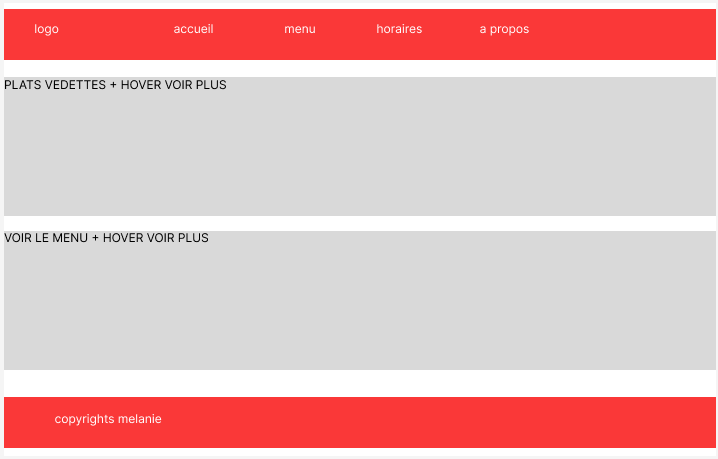 logo accueil menu horaires a propos
PLATS VEDETTES + HOVER VOIR PLUS
VOIR LE MENU + HOVER VOIR PLUS
copyrights melanie